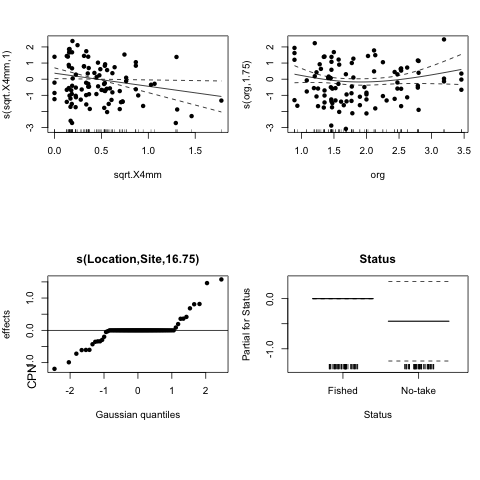 s(sqrt.X4mm,1)
2
1
0
-1
-3
0.0
0.5
1.0
1.5
sqrt.X4mm
s(org,1.75)
2
1
0
-1
-3
1.0
1.5
2.0
2.5
3.0
3.5
org
s(Location,Site,16.75)
effects
CPN
1.0
0.0
-2
-1
0
1
2
Gaussian quantiles
Status
Partial for Status
0.0
-1.0
Fished
No-take
Status